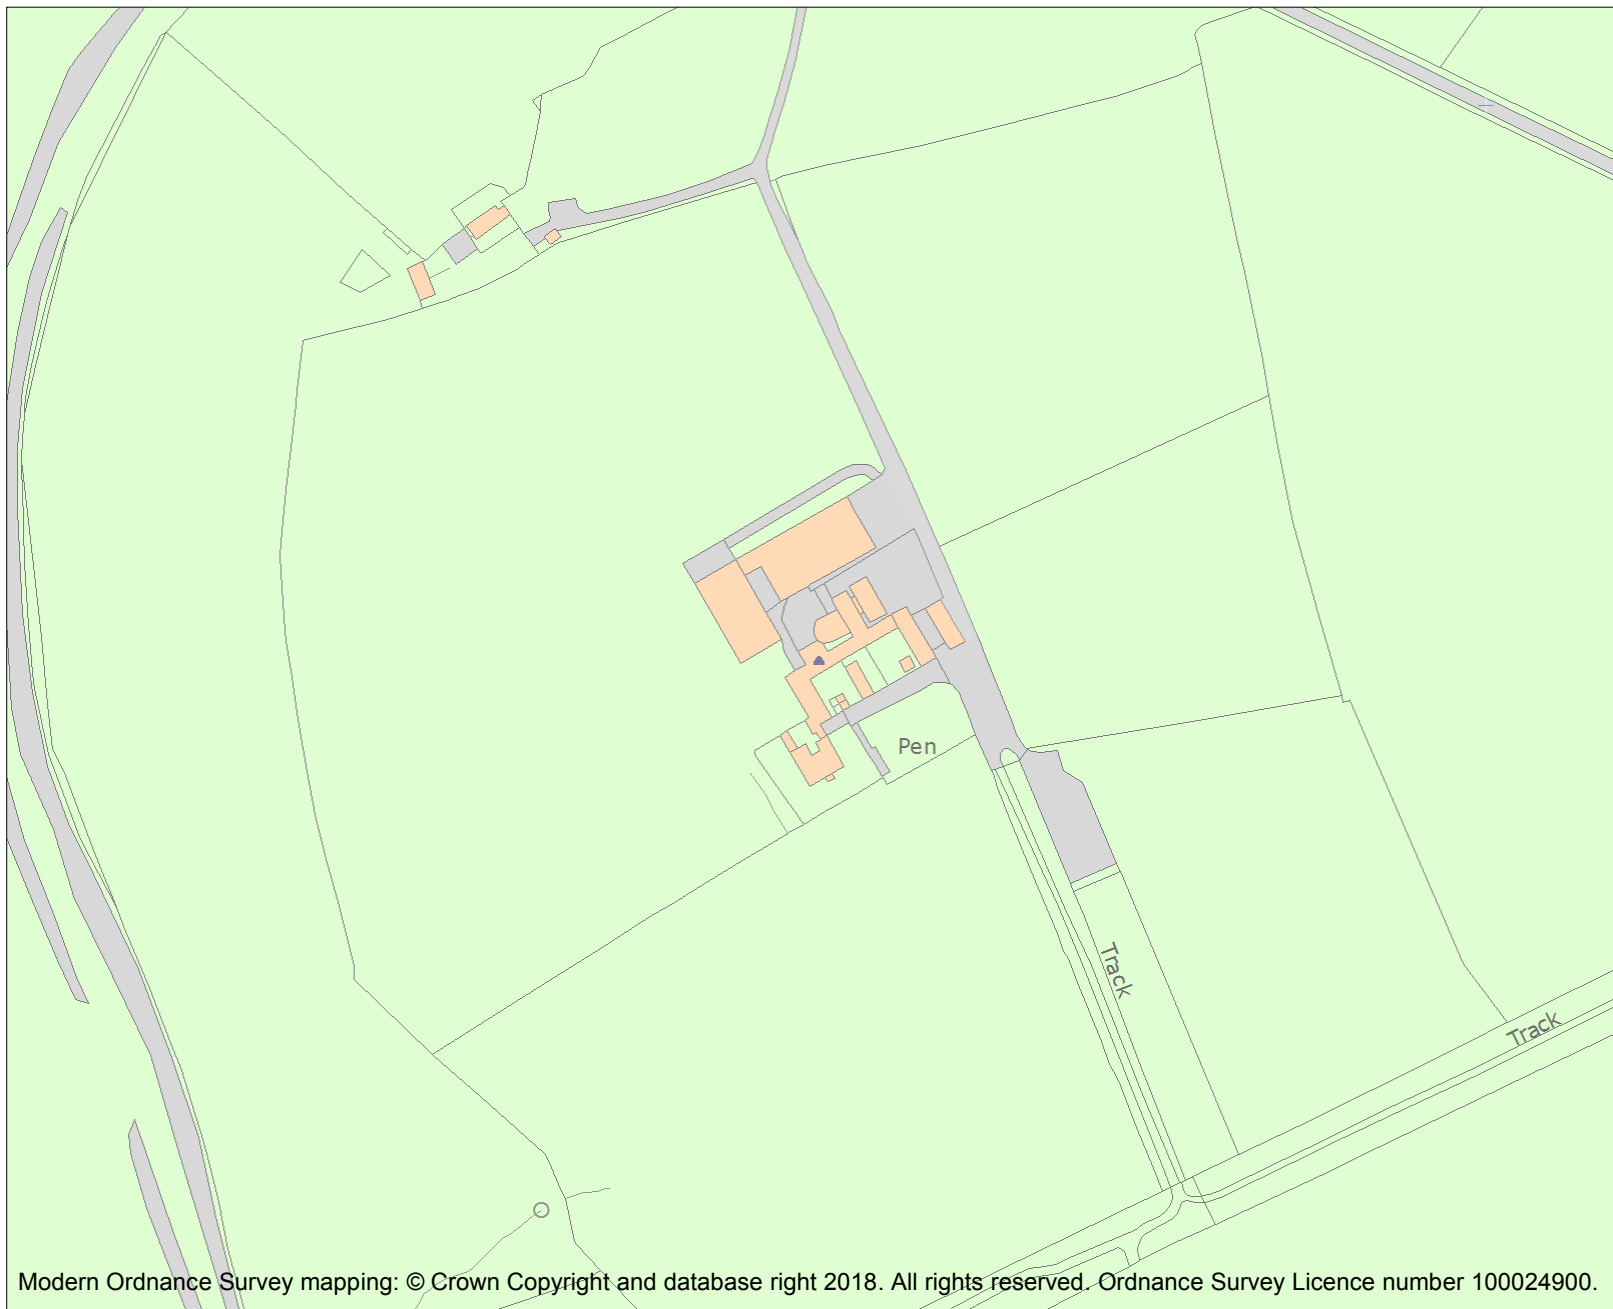 Pen
Track
Track
Modern Ordnance Survey mapping: © Crown Copyright and database right 2018. All rights reserved. Ordnance Survey Licence number 100024900.